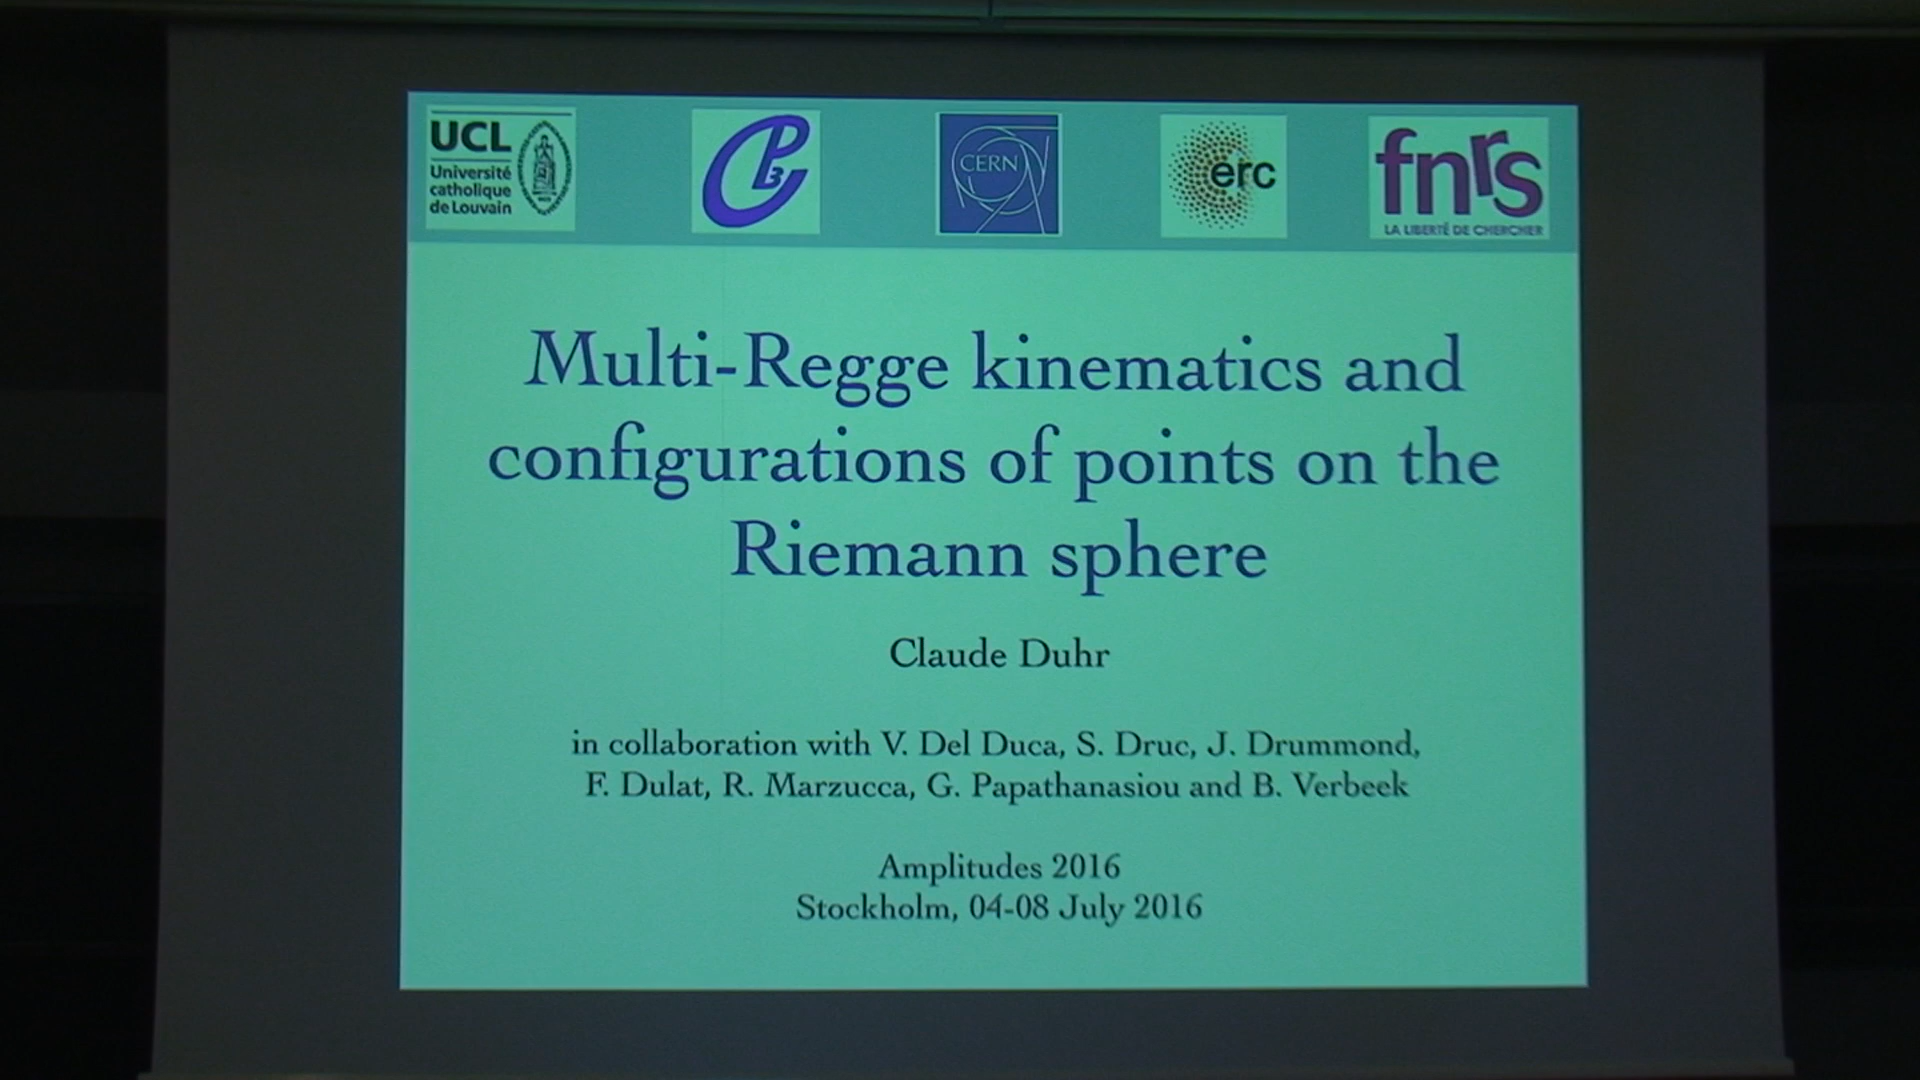 UCL
Université
catholique
de Louvain
CP3
CERN
erc
fnrs
LA LIBERTÉ DE CHERCHER
Multi-Regge kinematics and
configurations of points on the
Riemann sphere
Claude Duhr
in collaboration with V. Del Duca, S. Druc, J. Drummond,
F. Dulat, R. Marzucca, G. Papathanasiou and B. Verbeek
Amplitudes 2016
Stockholm, 04-08 July 2016